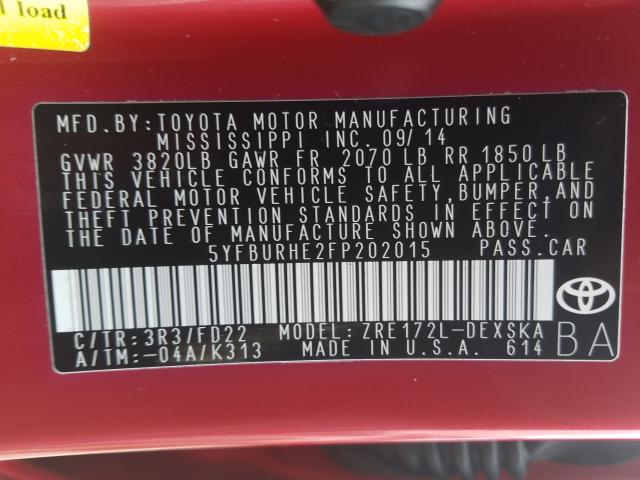 load
MFD.BY:TOYOTA MOTOR MANUFACTURING
MISSISSIPPI INC. 09/14
GVWR 3820LB GAWR FR 2070 LB RR 1850 LB
THIS VEHICLE CONFORMS TO ALL APPLICABLE
FEDERAL MOTOR VEHICLE SAFETY,BUMPER,AND
THEFT PREVENTION STANDARDS IN EFFECT ON
THE DATE OF MANUFACTURE SHOWN ABOVE.
5YFBURHE2FP202015 PASS.CAR
C/TR:3R3/FD22 MODEL: ZRE172L-DEXSKA
A/TM:-04A/K313 MADE IN U.S.A. 614
BA